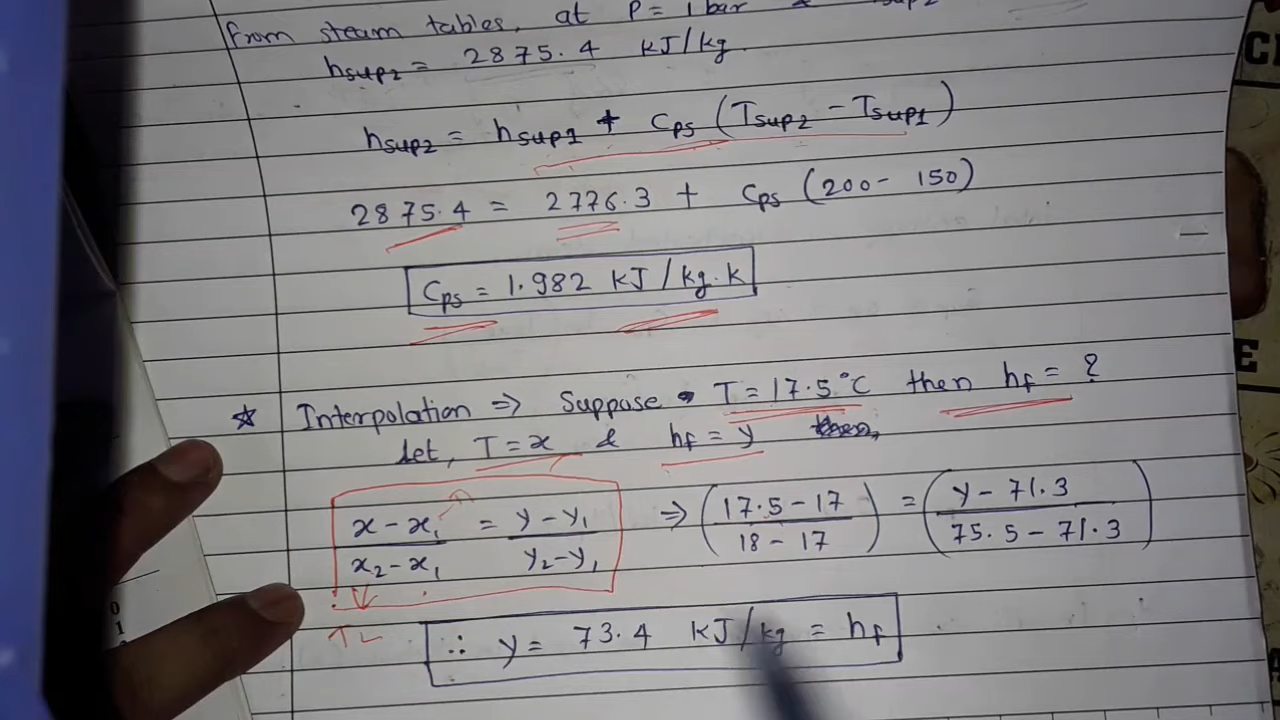 from steam tables, at P = 1 bar &
hsup2 = 2875.4 KJ/kg
hsup2 = hsup1 + Cps (Tsup2 - Tsup1)
2875.4 = 2776.3 + Cps (200 - 150)
Cps = 1.982 KJ/kg.k
☆ Interpolation ⇒ Suppose T = 17.5°C then hf = ?
Let, T = x & hf = y
(x - x₁)/(x₂ - x₁) = (y - y₁)/(y₂ - y₁) ⇒ (17.5 - 17)/(18 - 17) = (y - 71.3)/(75.5 - 71.3)
∴ y = 73.4 KJ/kg = hf
0
1
C
E